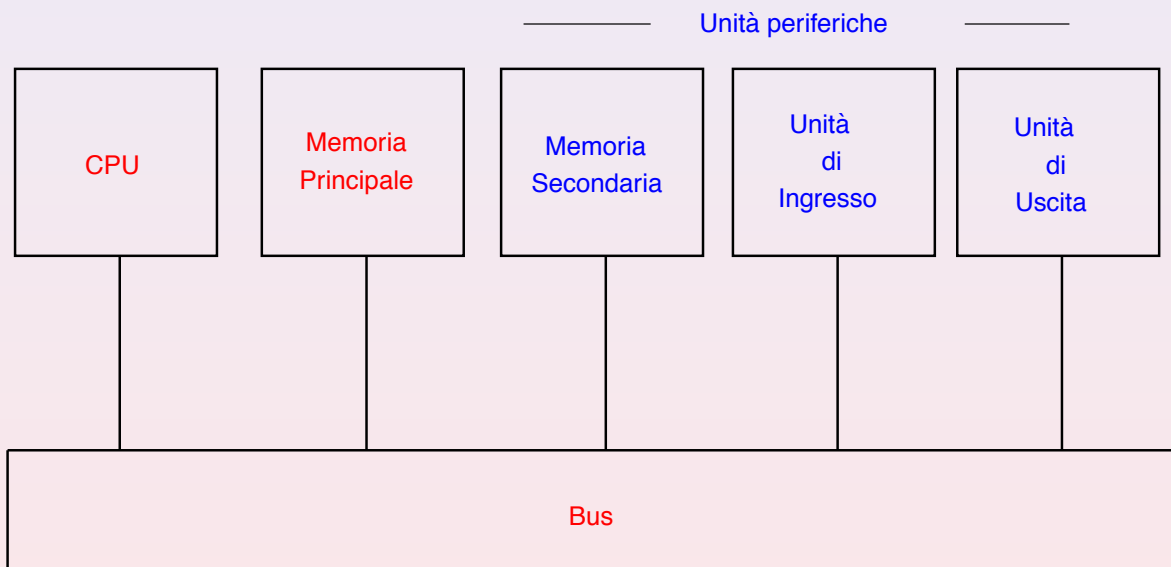 Unità periferiche
CPU
Memoria
Principale
Memoria
Secondaria
Unità
di
Ingresso
Unità
di
Uscita
Bus